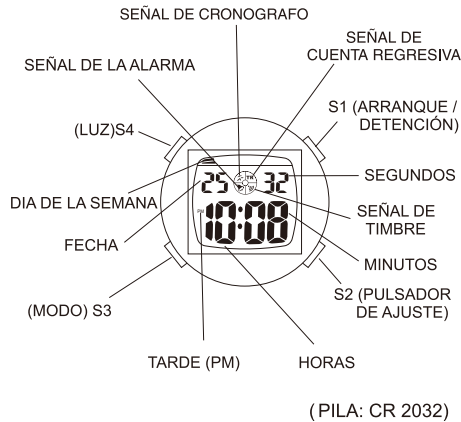 SEÑAL DE CRONOGRAFO
SEÑAL DE
CUENTA REGRESIVA
SEÑAL DE LA ALARMA
S1 (ARRANQUE /
DETENCIÓN)
(LUZ)S4
25
32
SEGUNDOS
DIA DE LA SEMANA
SEÑAL DE
TIMBRE
PM
10:08
FECHA
MINUTOS
(MODO) S3
S2 (PULSADOR
DE AJUSTE)
TARDE (PM)
HORAS
(PILA: CR 2032)